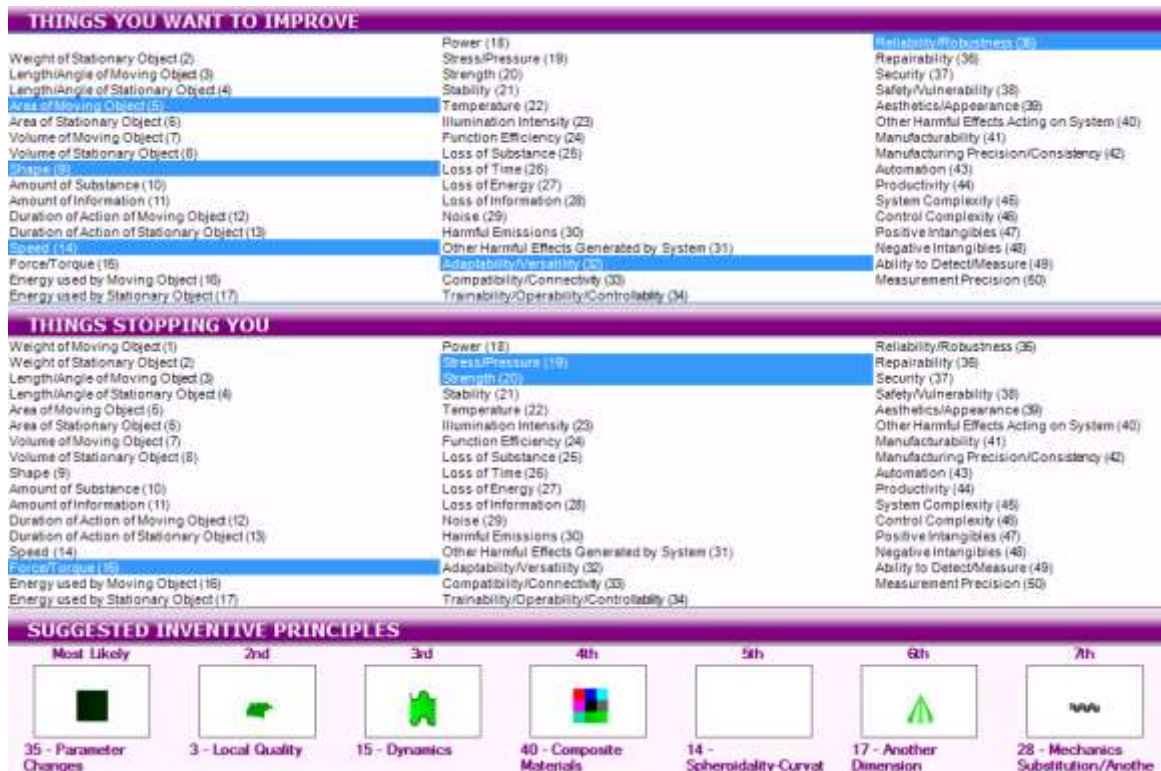 THINGS YOU WANT TO IMPROVE
Weight of Stationary Object (2)
Length/Angle of Moving Object (3)
Length/Angle of Stationary Object (4)
Area of Moving Object (5)
Area of Stationary Object (6)
Volume of Moving Object (7)
Volume of Stationary Object (8)
Shape (9)
Amount of Substance (10)
Amount of Information (11)
Duration of Action of Moving Object (12)
Duration of Action of Stationary Object (13)
Speed (14)
Force/Torque (15)
Energy used by Moving Object (16)
Energy used by Stationary Object (17)
Power (18)
Stress/Pressure (19)
Strength (20)
Stability (21)
Temperature (22)
Illumination Intensity (23)
Function Efficiency (24)
Loss of Substance (25)
Loss of Time (26)
Loss of Energy (27)
Loss of Information (28)
Noise (29)
Harmful Emissions (30)
Other Harmful Effects Generated by System (31)
Adaptability/Versatility (32)
Compatibility/Connectivity (33)
Trainability/Operability/Controllability (34)
Reliability/Robustness (35)
Repairability (36)
Security (37)
Safety/Vulnerability (38)
Aesthetics/Appearance (39)
Other Harmful Effects Acting on System (40)
Manufacturability (41)
Manufacturing Precision/Consistency (42)
Automation (43)
Productivity (44)
System Complexity (45)
Control Complexity (46)
Positive Intangibles (47)
Negative Intangibles (48)
Ability to Detect/Measure (49)
Measurement Precision (50)
THINGS STOPPING YOU
Weight of Moving Object (1)
Weight of Stationary Object (2)
Length/Angle of Moving Object (3)
Length/Angle of Stationary Object (4)
Area of Moving Object (5)
Area of Stationary Object (6)
Volume of Moving Object (7)
Volume of Stationary Object (8)
Shape (9)
Amount of Substance (10)
Amount of Information (11)
Duration of Action of Moving Object (12)
Duration of Action of Stationary Object (13)
Speed (14)
Force/Torque (15)
Energy used by Moving Object (16)
Energy used by Stationary Object (17)
Power (18)
Stress/Pressure (19)
Strength (20)
Stability (21)
Temperature (22)
Illumination Intensity (23)
Function Efficiency (24)
Loss of Substance (25)
Loss of Time (26)
Loss of Energy (27)
Loss of Information (28)
Noise (29)
Harmful Emissions (30)
Other Harmful Effects Generated by System (31)
Adaptability/Versatility (32)
Compatibility/Connectivity (33)
Trainability/Operability/Controllability (34)
Reliability/Robustness (35)
Repairability (36)
Security (37)
Safety/Vulnerability (38)
Aesthetics/Appearance (39)
Other Harmful Effects Acting on System (40)
Manufacturability (41)
Manufacturing Precision/Consistency (42)
Automation (43)
Productivity (44)
System Complexity (45)
Control Complexity (46)
Positive Intangibles (47)
Negative Intangibles (48)
Ability to Detect/Measure (49)
Measurement Precision (50)
SUGGESTED INVENTIVE PRINCIPLES
Most Likely
2nd
3rd
4th
5th
6th
7th
35 - Parameter
Changes
3 - Local Quality
15 - Dynamics
40 - Composite
Materials
14 -
Spheroidality-Curvat
17 - Another
Dimension
28 - Mechanics
Substitution/Anothe